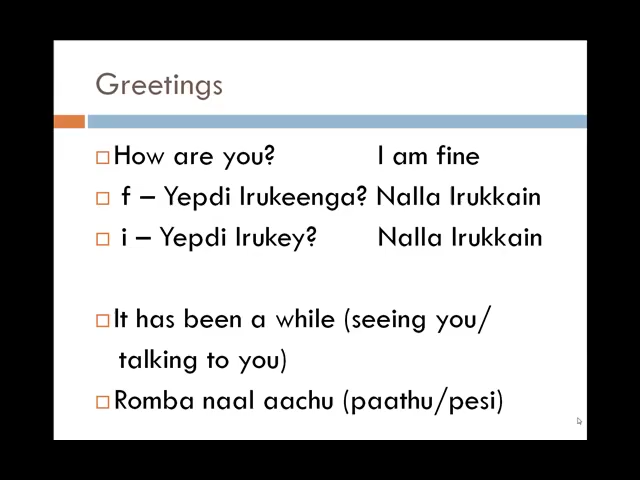 Greetings
How are you? I am fine
f – Yepdi Irukeenga? Nalla Irukkain
i – Yepdi Irukey? Nalla Irukkain
It has been a while (seeing you/
talking to you)
Romba naal aachu (paathu/pesi)